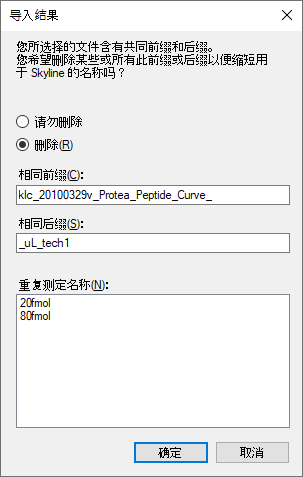 导入结果
您所选择的文件含有共同前缀和后缀。
您希望删除某些或所有此前缀或后缀以便缩短用
于 Skyline 的名称吗？
请勿删除
删除(R)
相同前缀(C):
klc_20100329v_Protea_Peptide_Curve_
相同后缀(S):
_uL_tech1
重复测定名称(N):
20fmol
80fmol
确定
取消